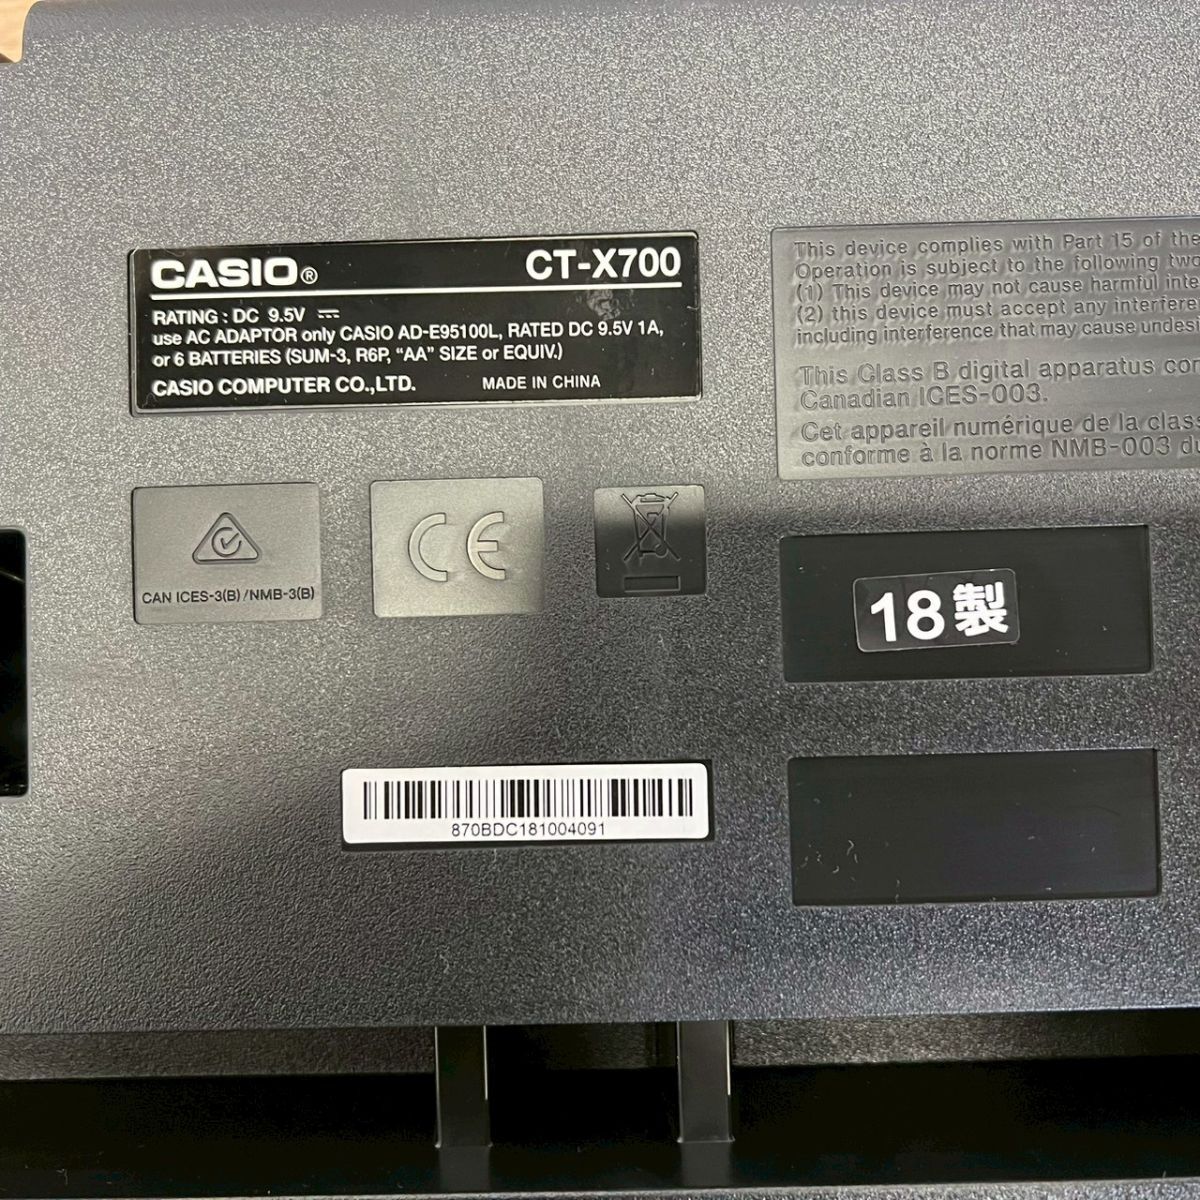 CASIO® CT-X700
RATING : DC 9.5V ⎓
use AC ADAPTOR only CASIO AD-E95100L, RATED DC 9.5V 1A,
or 6 BATTERIES (SUM-3, R6P, “AA” SIZE or EQUIV.)
CASIO COMPUTER CO.,LTD. MADE IN CHINA
This device complies with Part 15 of the
Operation is subject to the following two
(1) This device may not cause harmful
(2) this device must accept any
including interference that may cause
This Class B digital apparatus
Canadian ICES-003.
Cet appareil numérique de la
conforme à la norme NMB-003
CAN ICES-3(B) /NMB-3(B)
CE
18製
870BDC181004091